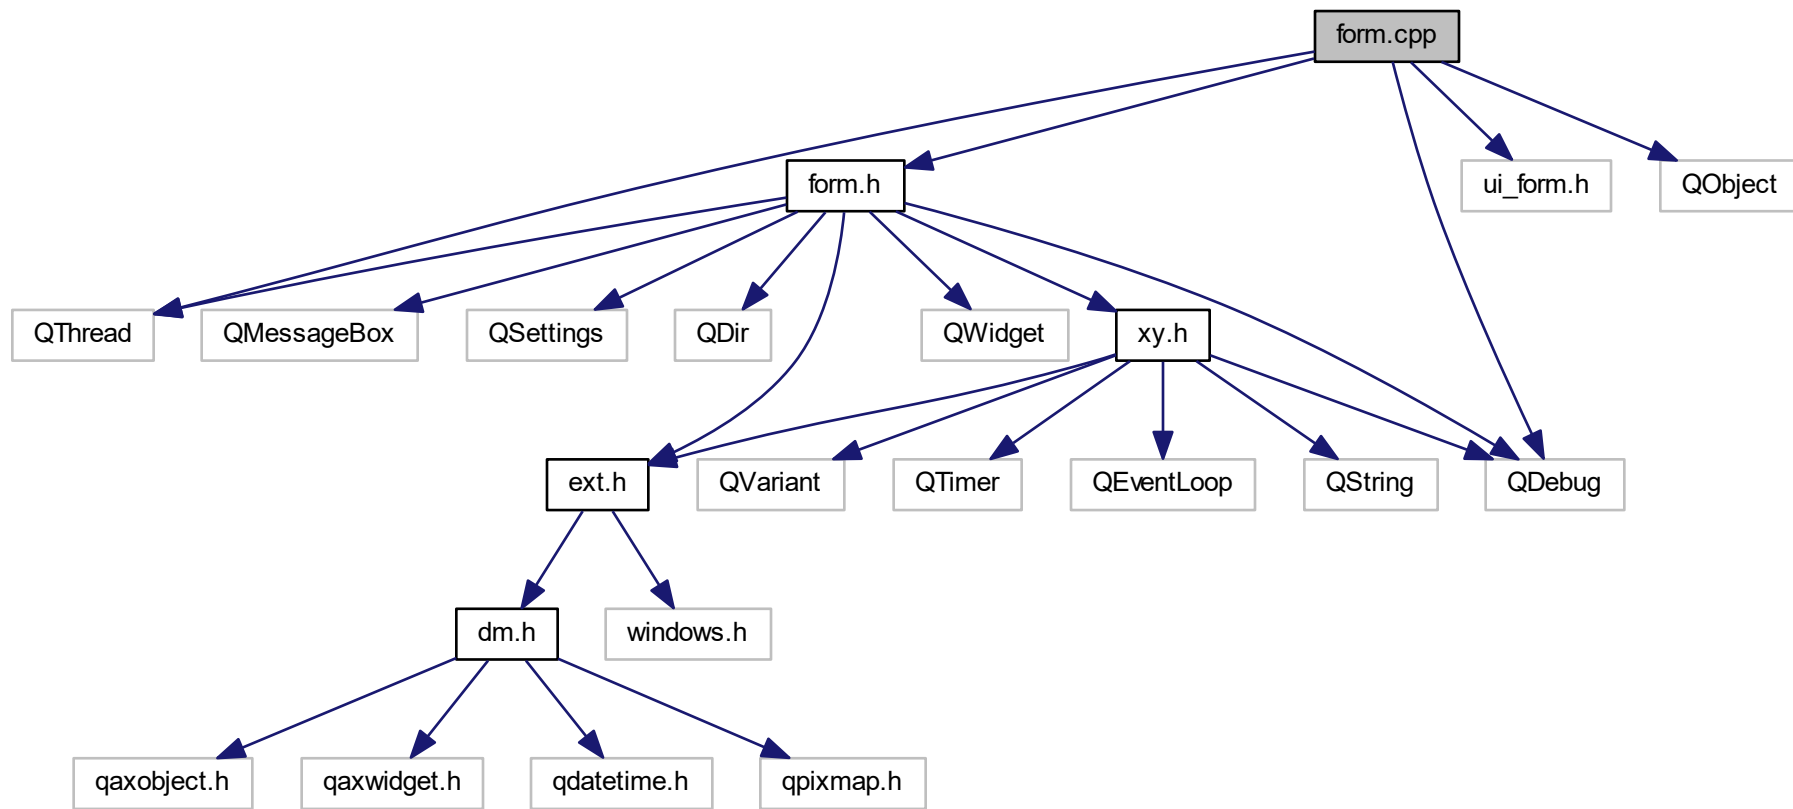 form.cpp
form.h
ui_form.h
QObject
QThread
QMessageBox
QSettings
QDir
QWidget
xy.h
ext.h
QVariant
QTimer
QEventLoop
QString
QDebug
dm.h
windows.h
qaxobject.h
qaxwidget.h
qdatetime.h
qpixmap.h